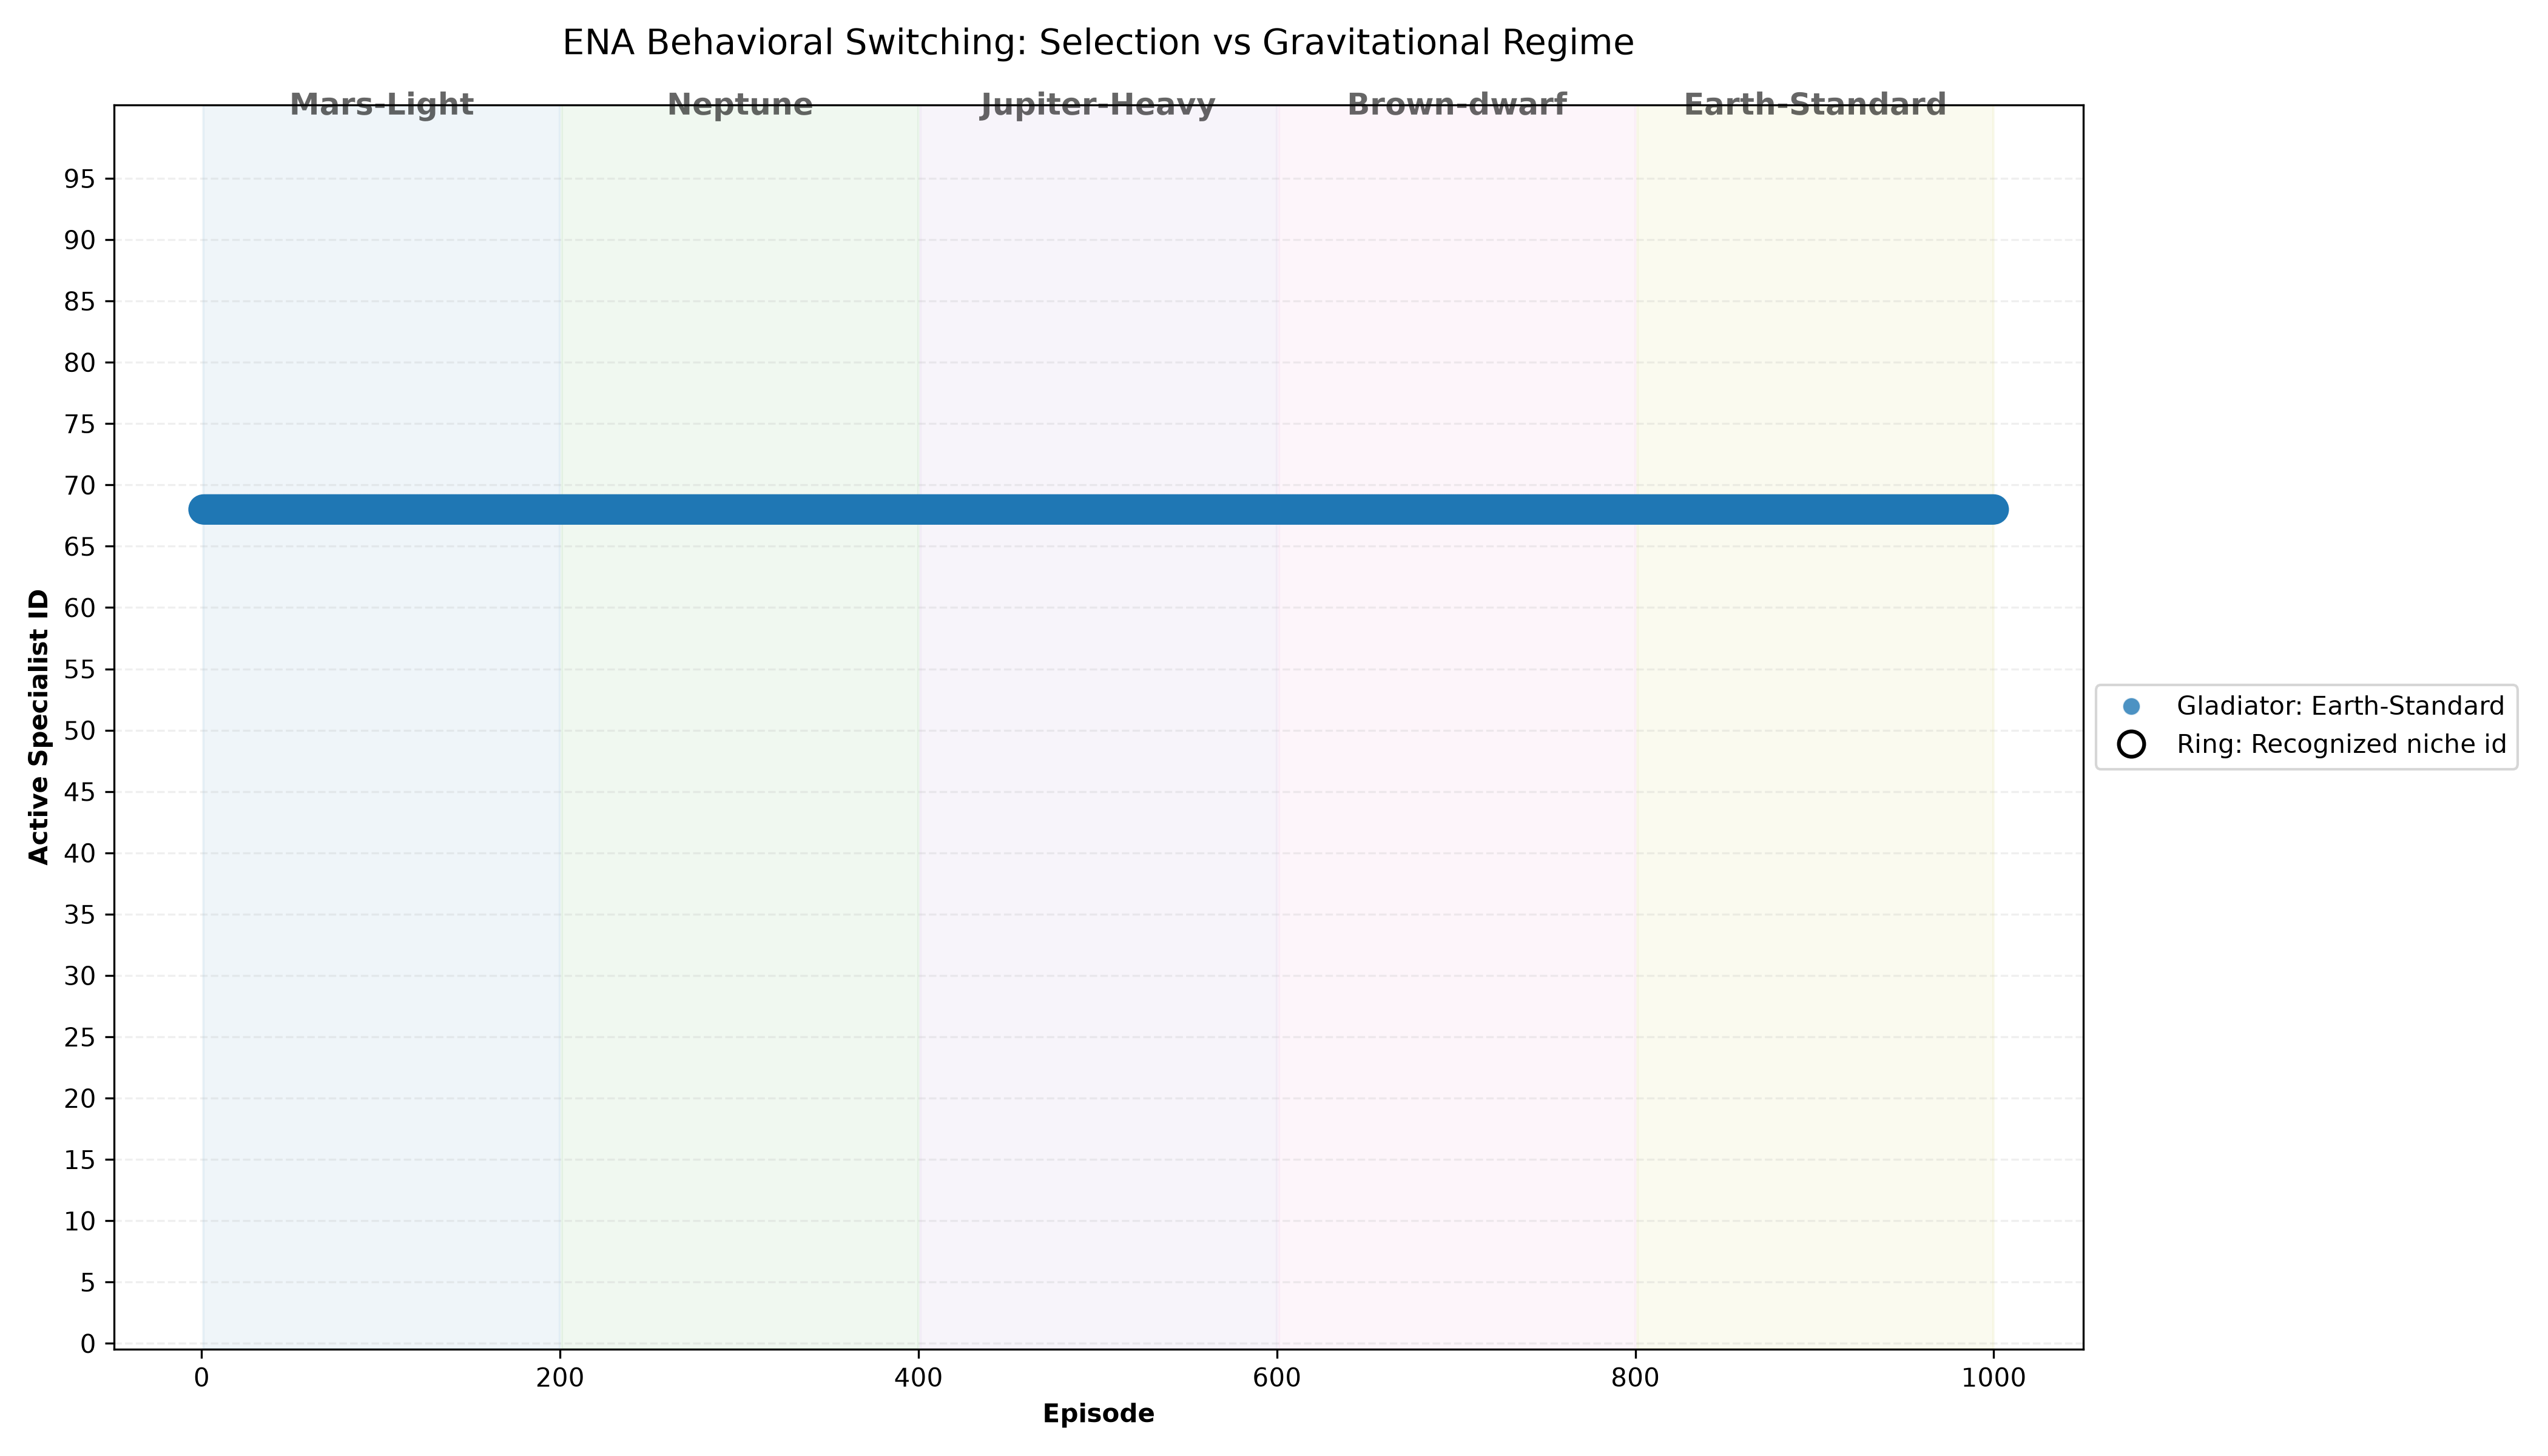 ENA Behavioral Switching: Selection vs Gravitational Regime
Mars-Light Neptune Jupiter-Heavy Brown-dwarf Earth-Standard
95
90
85
80
75
70
65
60
55
50
45
40
35
30
25
20
15
10
5
0
Active Specialist ID
0 200 400 600 800 1000
Episode
Gladiator: Earth-Standard
Ring: Recognized niche id